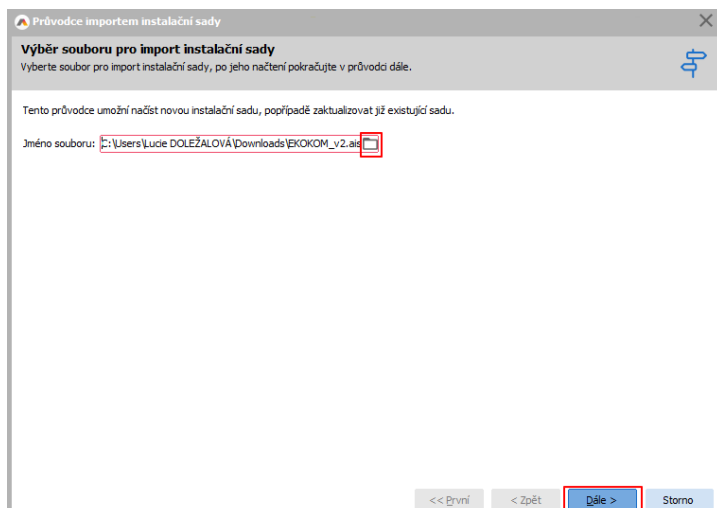 Průvodce importem instalační sady
Výběr souboru pro import instalační sady
Vyberte soubor pro import instalační sady, po jeho načtení pokračujte v průvodci dále.
Tento průvodce umožní načíst novou instalační sadu, popřípadě zaktualizovat již existující sadu.
Jméno souboru: C:\Users\Lucie DOLEŽALOVÁ\Downloads\EKOKOM_v2.ais
<< První < Zpět Dále > Storno